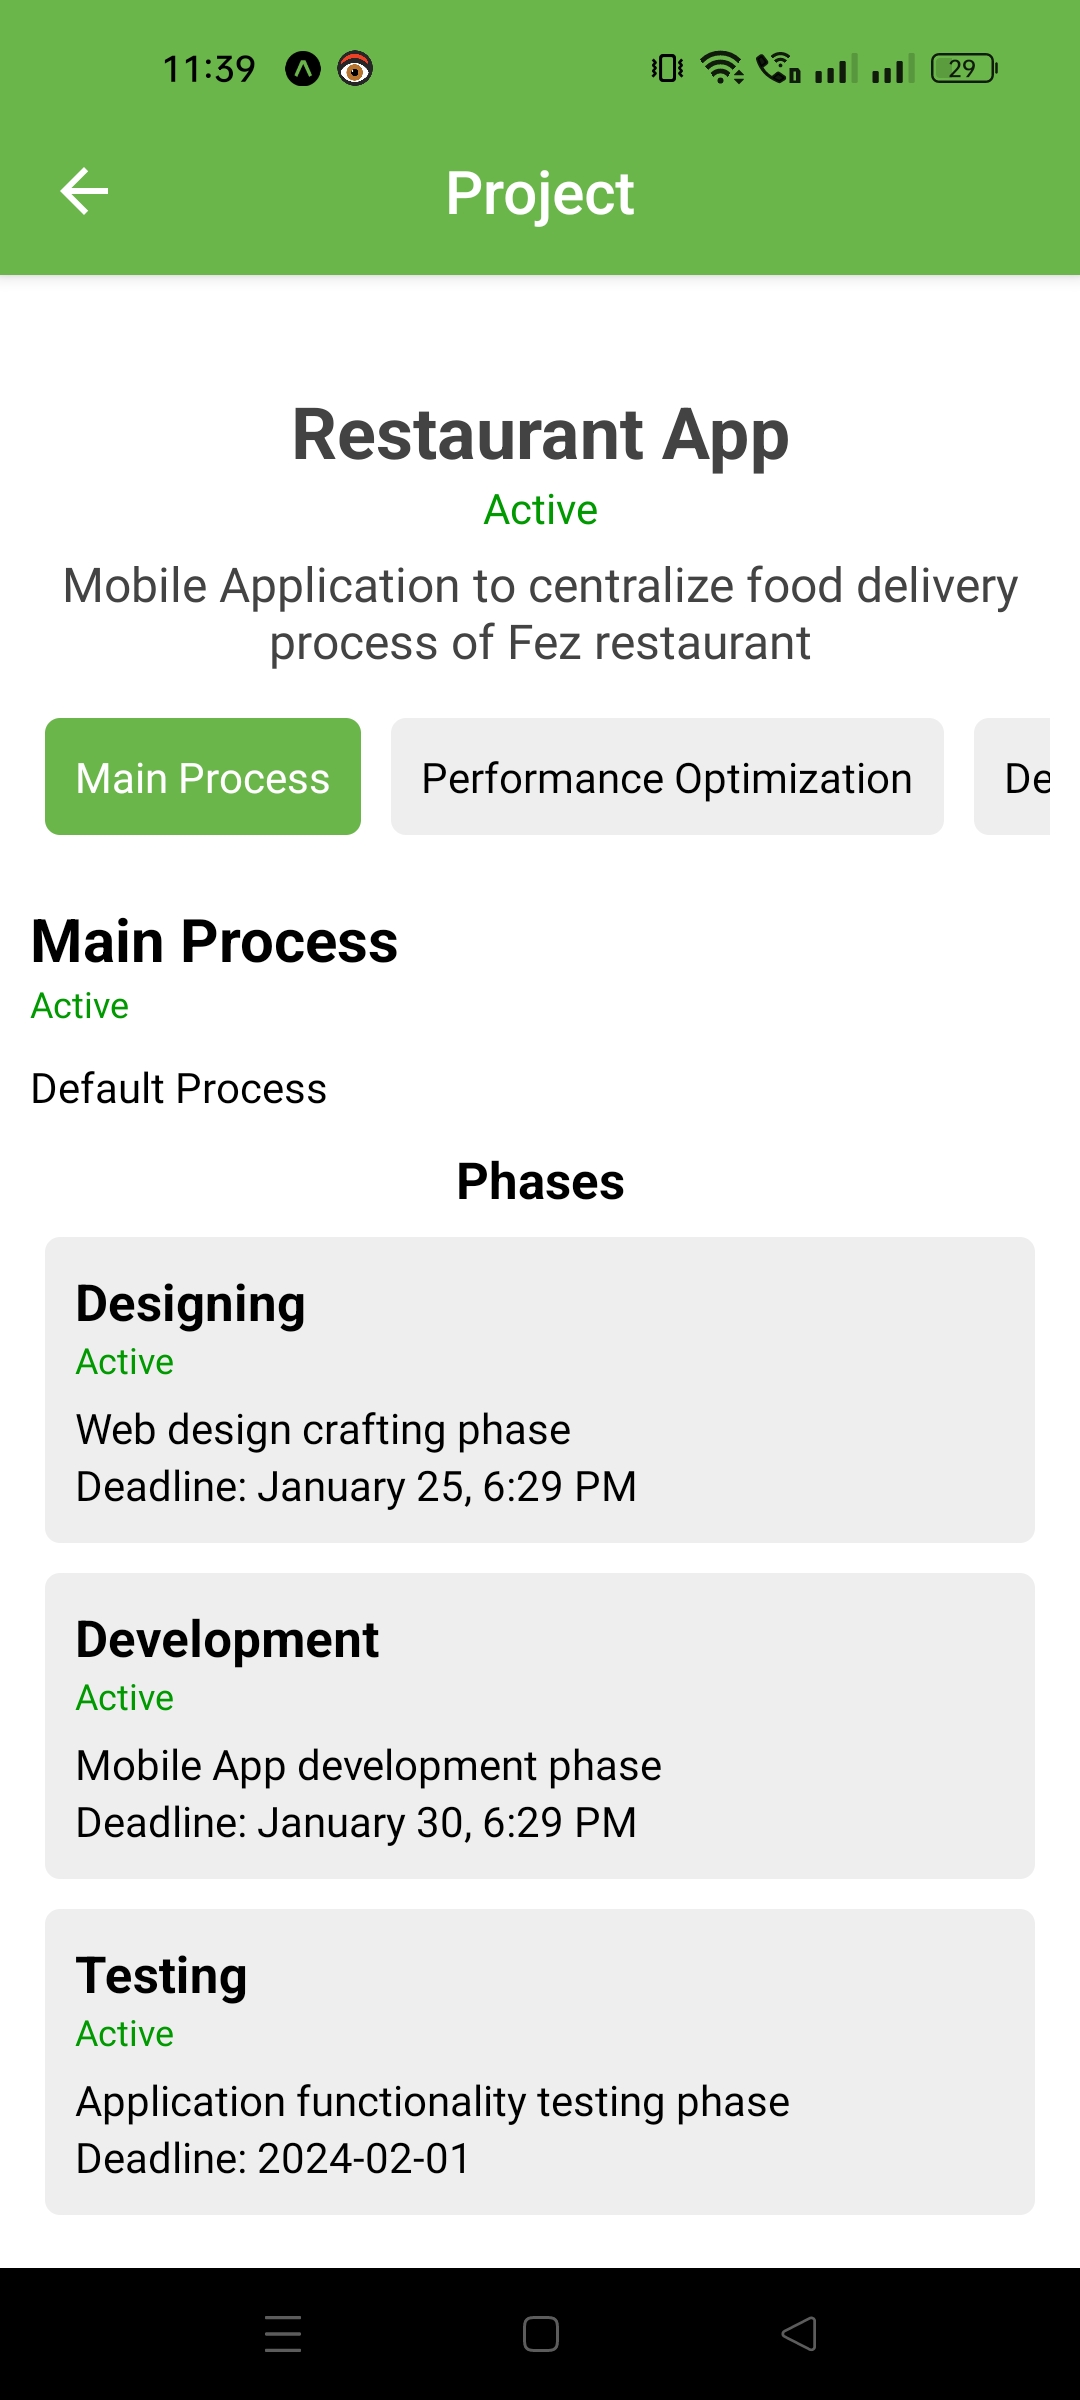 11:39
29
Project
Restaurant App
Active
Mobile Application to centralize food delivery
process of Fez restaurant
Main Process
Performance Optimization
De
Main Process
Active
Default Process
Phases
Designing
Active
Web design crafting phase
Deadline: January 25, 6:29 PM
Development
Active
Mobile App development phase
Deadline: January 30, 6:29 PM
Testing
Active
Application functionality testing phase
Deadline: 2024-02-01